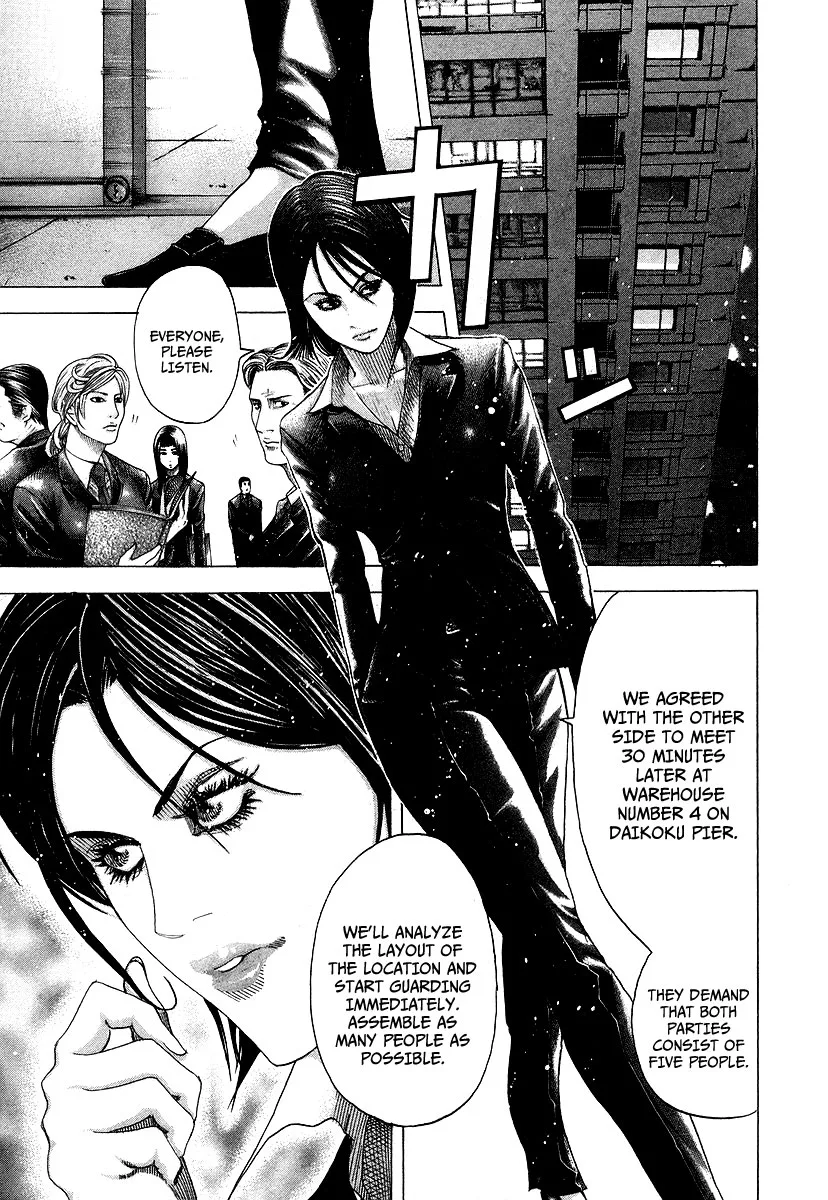 カ
ツ
EVERYONE,
PLEASE
LISTEN.
WE AGREED
WITH THE OTHER
SIDE TO MEET
30 MINUTES
LATER AT
WAREHOUSE
NUMBER 4 ON
DAIKOKU PIER.
THEY DEMAND
THAT BOTH
PARTIES
CONSIST OF
FIVE PEOPLE.
WE'LL ANALYZE
THE LAYOUT OF
THE LOCATION AND
START GUARDING
IMMEDIATELY.
ASSEMBLE AS
MANY PEOPLE AS
POSSIBLE.